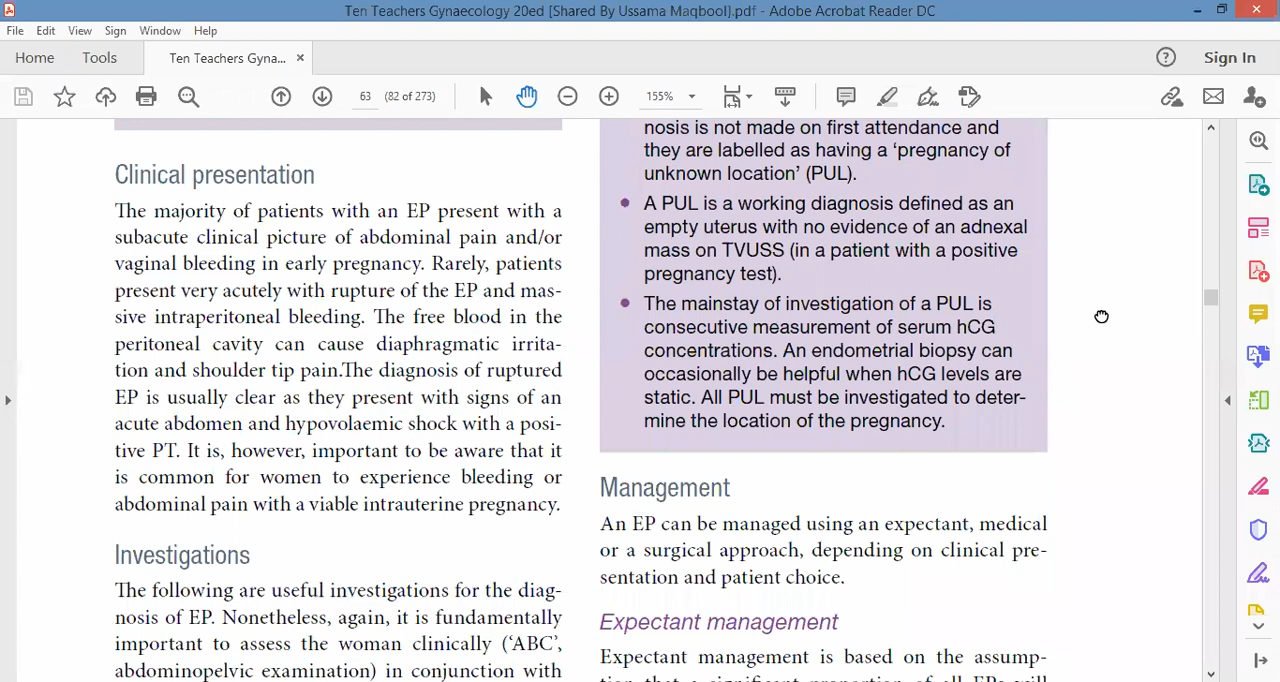 Ten Teachers Gynaecology 20ed [Shared By Ussama Maqbool].pdf - Adobe Acrobat Reader DC
File Edit View Sign Window Help
Home Tools Ten Teachers Gyna... × Sign In
63 (82 of 273) 155%
Clinical presentation
The majority of patients with an EP present with a
subacute clinical picture of abdominal pain and/or
vaginal bleeding in early pregnancy. Rarely, patients
present very acutely with rupture of the EP and mas-
sive intraperitoneal bleeding. The free blood in the
peritoneal cavity can cause diaphragmatic irrita-
tion and shoulder tip pain.The diagnosis of ruptured
EP is usually clear as they present with signs of an
acute abdomen and hypovolaemic shock with a posi-
tive PT. It is, however, important to be aware that it
is common for women to experience bleeding or
abdominal pain with a viable intrauterine pregnancy.
Investigations
The following are useful investigations for the diag-
nosis of EP. Nonetheless, again, it is fundamentally
important to assess the woman clinically (‘ABC’,
abdominopelvic examination) in conjunction with
nosis is not made on first attendance and
they are labelled as having a ‘pregnancy of
unknown location’ (PUL).
• A PUL is a working diagnosis defined as an
empty uterus with no evidence of an adnexal
mass on TVUSS (in a patient with a positive
pregnancy test).
• The mainstay of investigation of a PUL is
consecutive measurement of serum hCG
concentrations. An endometrial biopsy can
occasionally be helpful when hCG levels are
static. All PUL must be investigated to deter-
mine the location of the pregnancy.
Management
An EP can be managed using an expectant, medical
or a surgical approach, depending on clinical pre-
sentation and patient choice.
Expectant management
Expectant management is based on the assump-
tion that a significant proportion of all EPs will